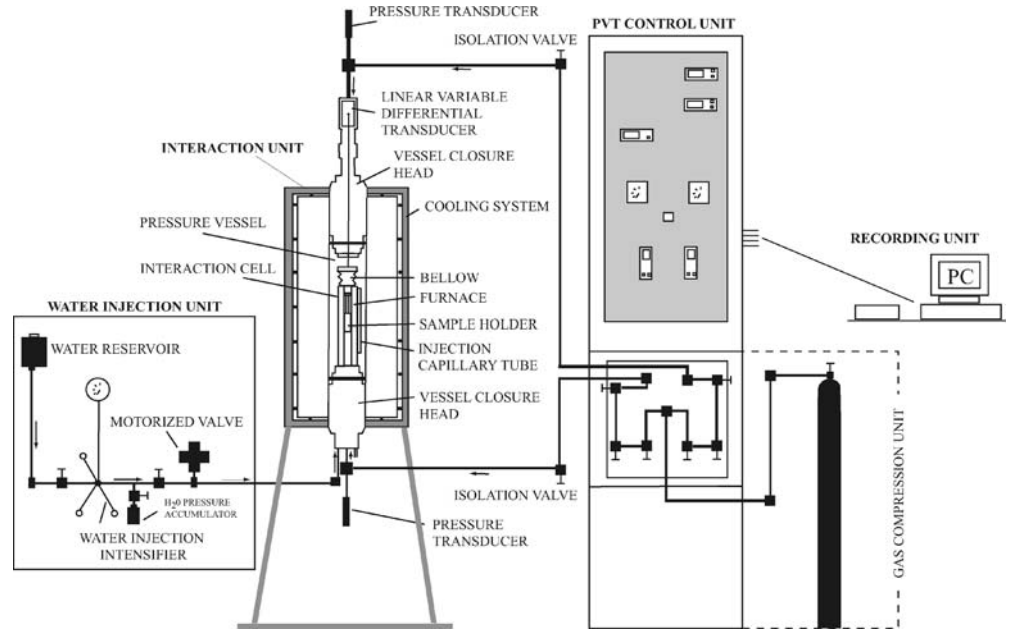 PRESSURE TRANSDUCER
PVT CONTROL UNIT
ISOLATION VALVE
LINEAR VARIABLE
DIFFERENTIAL
TRANSDUCER
INTERACTION UNIT
VESSEL CLOSURE
HEAD
COOLING SYSTEM
PRESSURE VESSEL
RECORDING UNIT
INTERACTION CELL
BELLOW
PC
FURNACE
WATER INJECTION UNIT
SAMPLE HOLDER
WATER RESERVOIR
INJECTION
CAPILLARY TUBE
VESSEL CLOSURE
HEAD
MOTORIZED VALVE
GAS COMPRESSION UNIT
ISOLATION VALVE
H20 PRESSURE
ACCUMULATOR
WATER INJECTION
INTENSIFIER
PRESSURE
TRANSDUCER